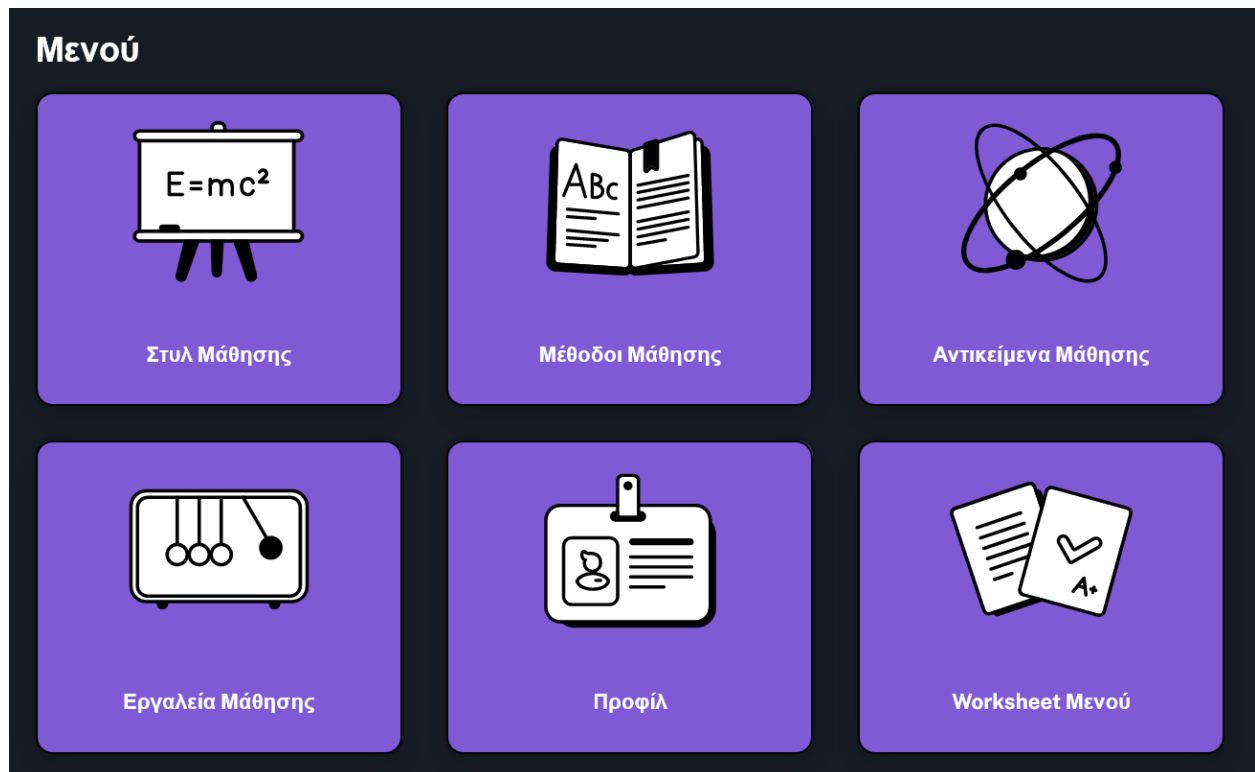 Μενού
E=mc²
ABc
Στυλ Μάθησης
Μέθοδοι Μάθησης
Αντικείμενα Μάθησης
A+
Εργαλεία Μάθησης
Προφίλ
Worksheet Μενού